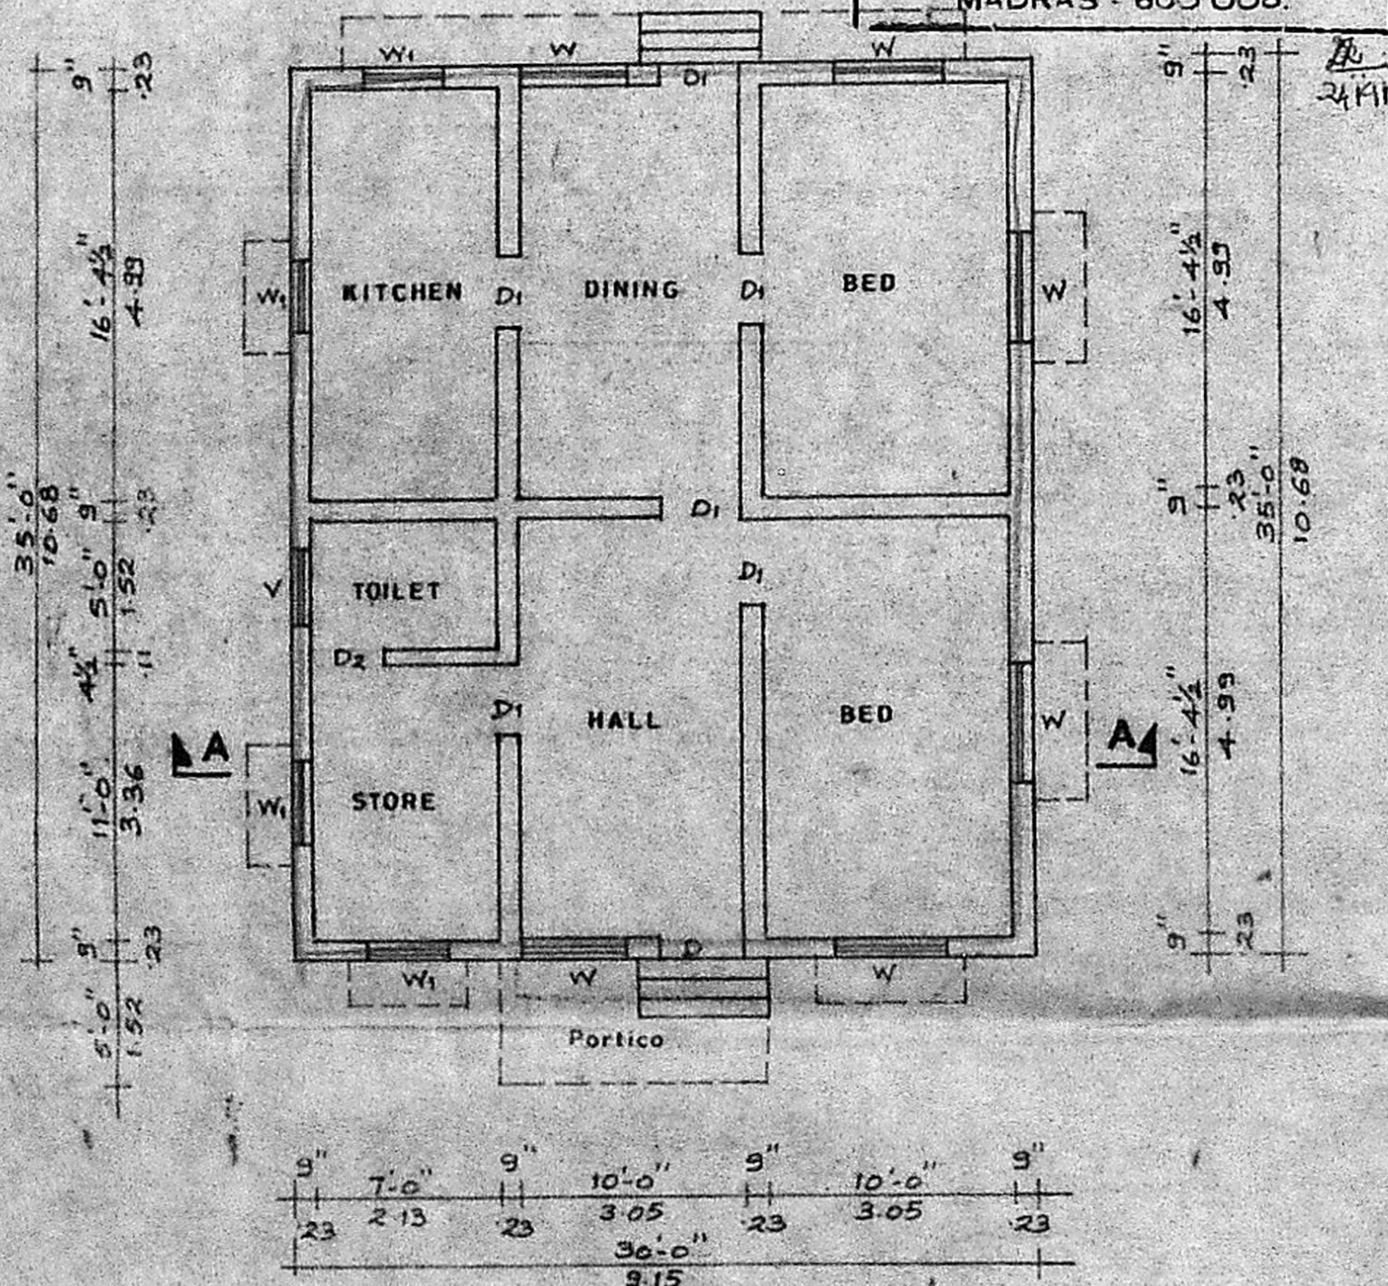 MADRAS - 600 008.
W1 W D1 W
9" .23
9" .23
KITCHEN D1 DINING D1 BED
W1 W
16'-4½" 4.99
16'-4½" 4.99
35'-0" 10.68
9" .23
D1
9" .23
35'-0" 10.68
5'-0" 1.52
V TOILET D1
4½" .11
D2
D1 HALL BED W
A A
16'-4½" 4.99
11'-0" 3.36
W1 STORE
9" .23
9" .23
D
W1 W W
5'-0" 1.52
Portico
9" 7'-0" 9" 10'-0" 9" 10'-0" 9"
.23 2.13 .23 3.05 .23 3.05 .23
30'-0"
9.15